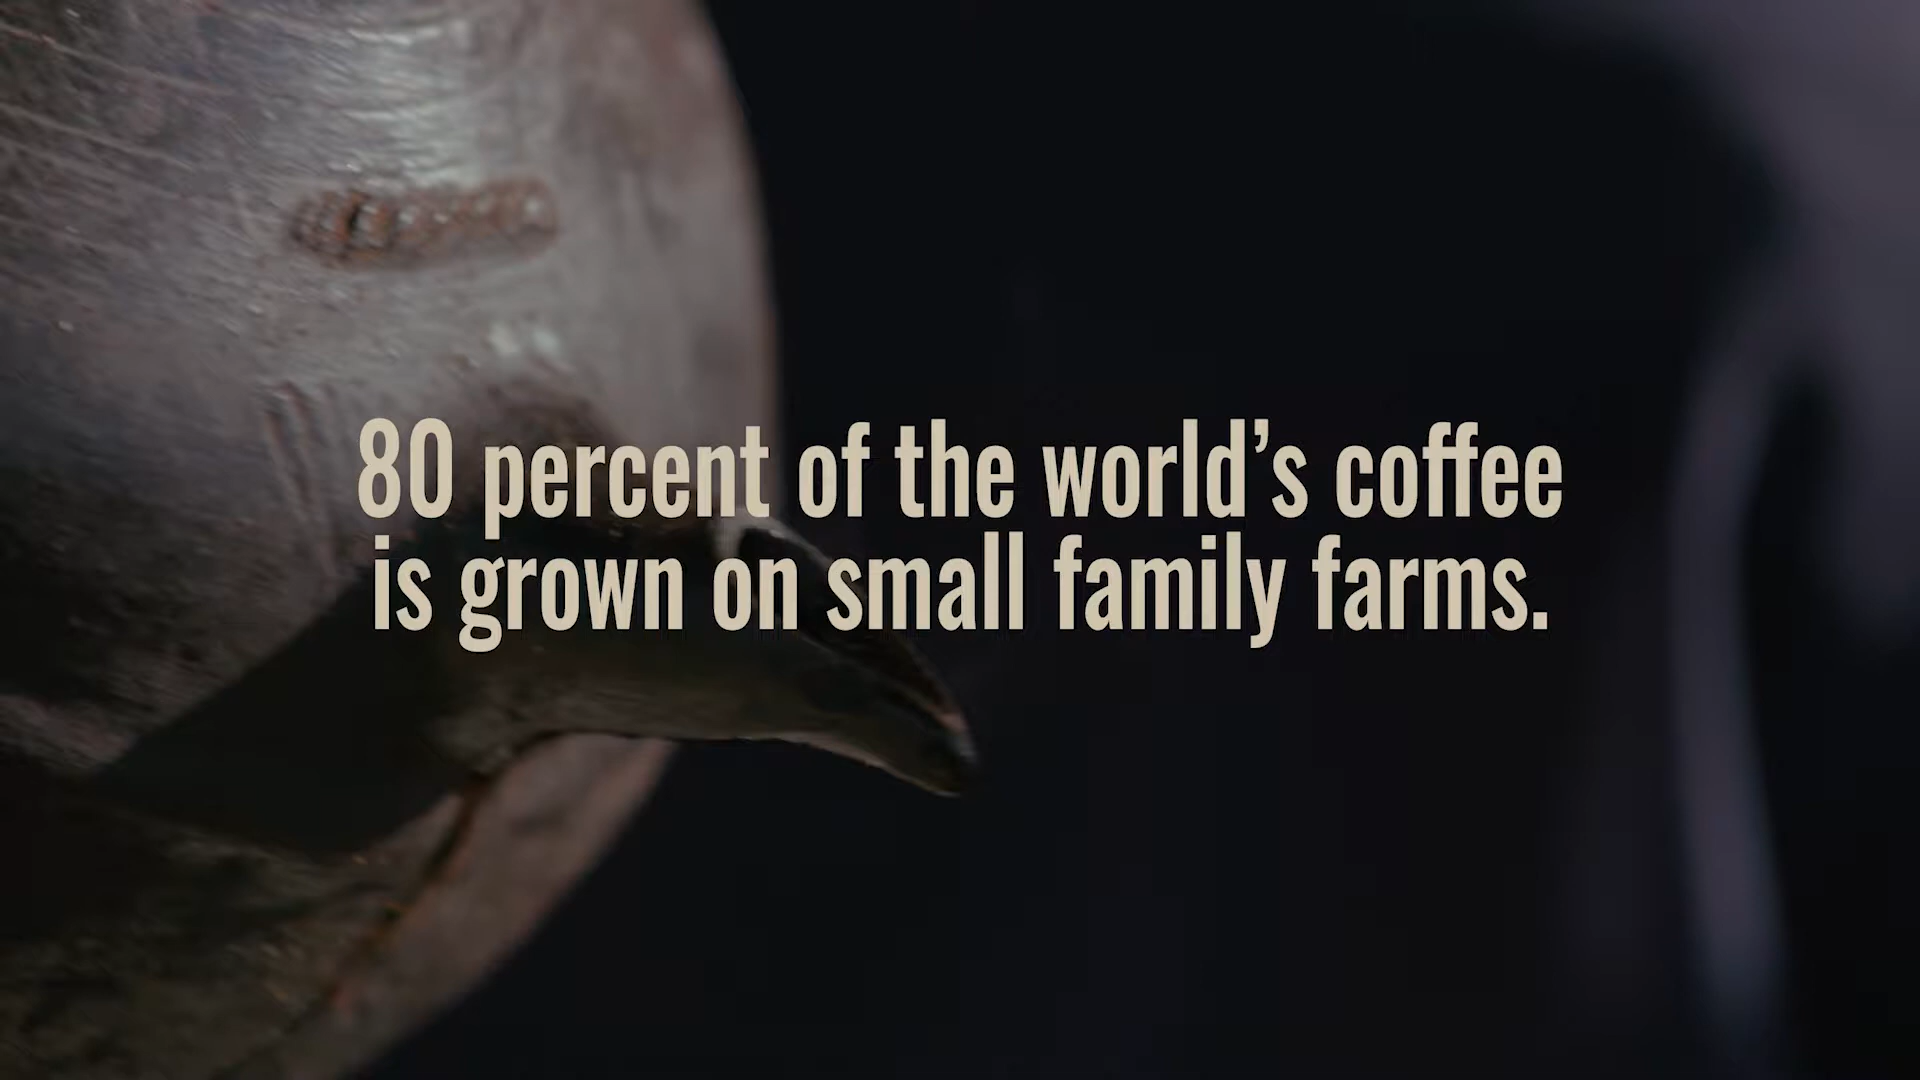 80 percent of the world’s coffee
is grown on small family farms.